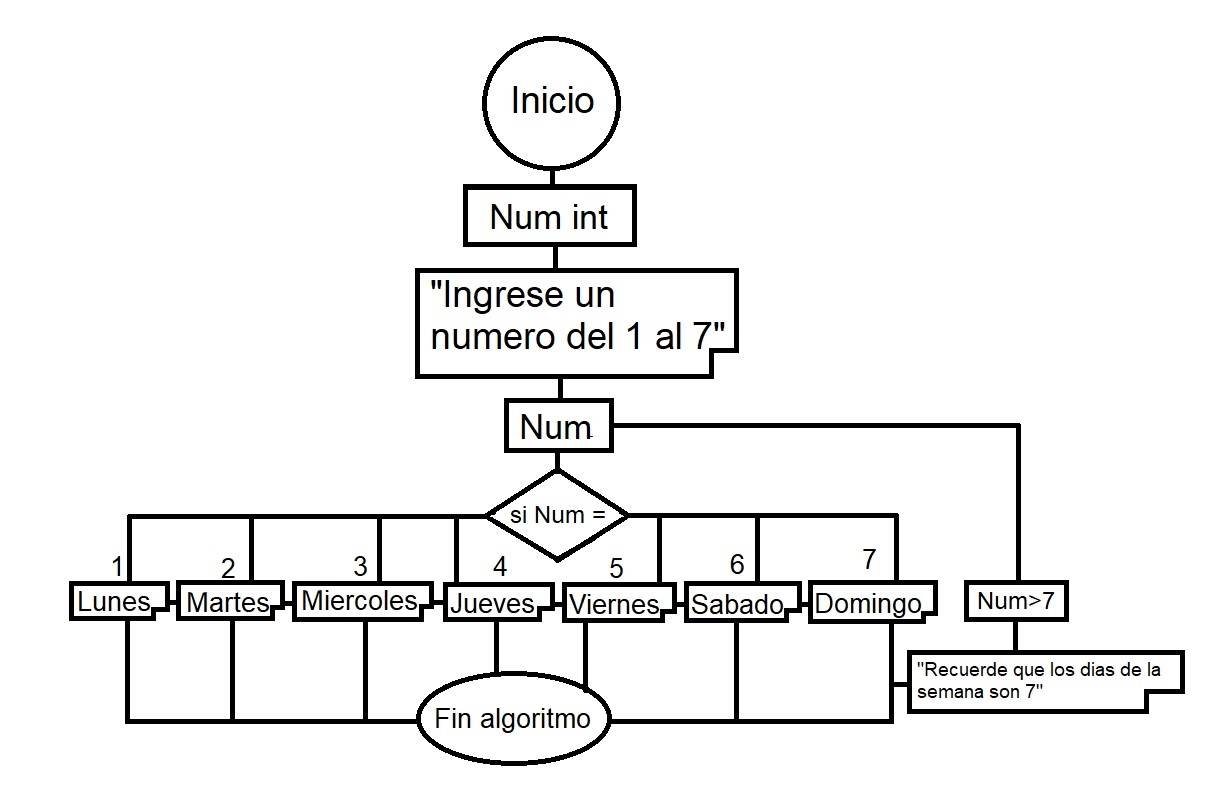 Inicio
Num int
"Ingrese un
numero del 1 al 7"
Num
si Num =
1 2 3 4 5 6 7
Lunes Martes Miercoles Jueves Viernes Sabado Domingo
Num>7
"Recuerde que los dias de la
semana son 7"
Fin algoritmo